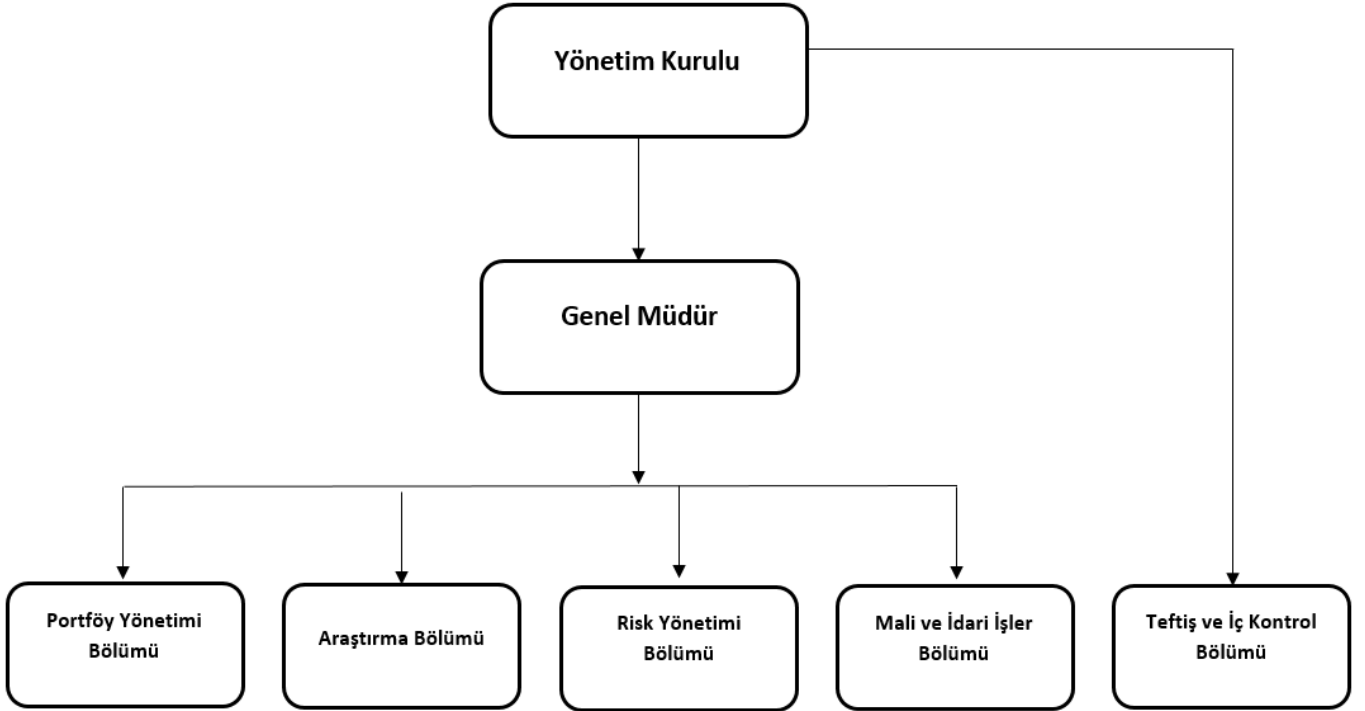 Yönetim Kurulu
Genel Müdür
Portföy Yönetimi
Bölümü
Araştırma Bölümü
Risk Yönetimi
Bölümü
Mali ve İdari İşler
Bölümü
Teftiş ve İç Kontrol
Bölümü